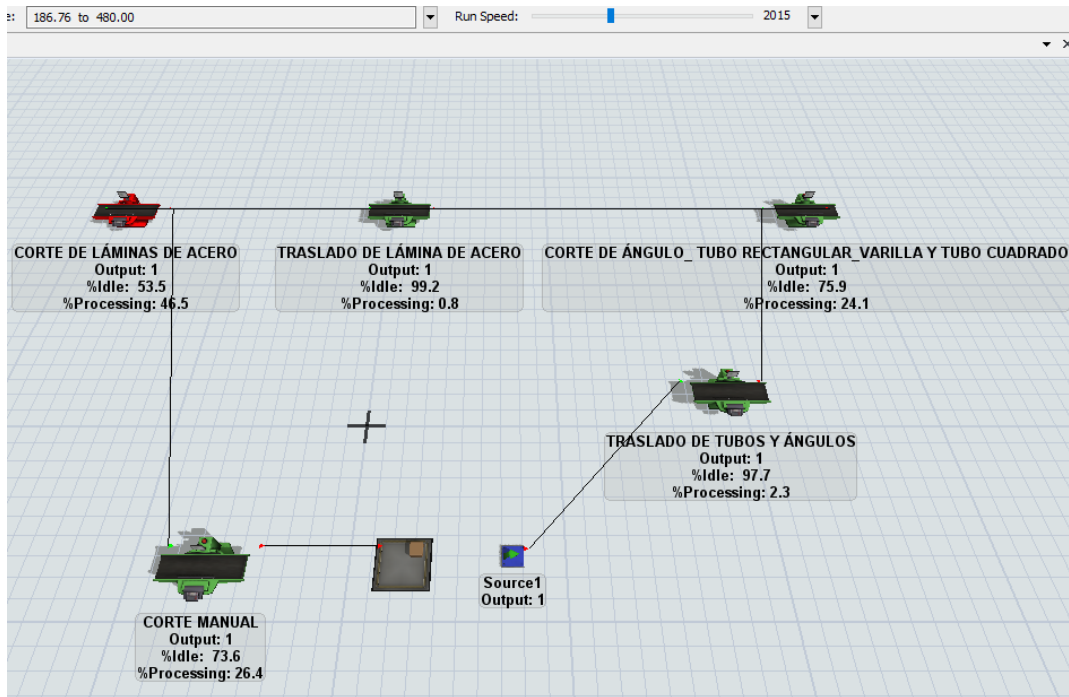 e:
186.76 to 480.00
Run Speed:
2015
CORTE DE LÁMINAS DE ACERO
Output: 1
%Idle: 53.5
%Processing: 46.5
TRASLADO DE LÁMINA DE ACERO
Output: 1
%Idle: 99.2
%Processing: 0.8
CORTE DE ÁNGULO_ TUBO RECTANGULAR_VARILLA Y TUBO CUADRADO
Output: 1
%Idle: 75.9
%Processing: 24.1
TRASLADO DE TUBOS Y ÁNGULOS
Output: 1
%Idle: 97.7
%Processing: 2.3
Source1
Output: 1
CORTE MANUAL
Output: 1
%Idle: 73.6
%Processing: 26.4